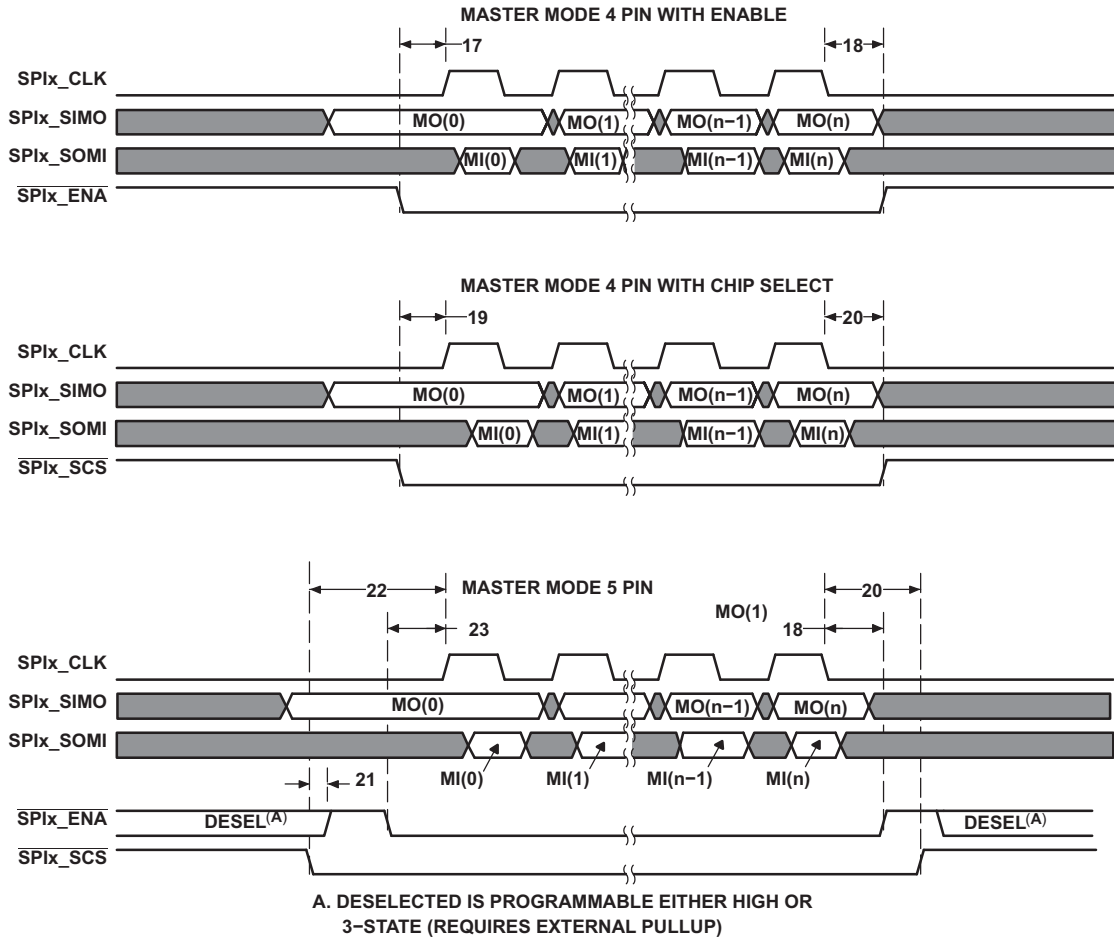 MASTER MODE 4 PIN WITH ENABLE
17
18
SPIx_CLK
SPIx_SIMO
MO(0)
MO(1)
MO(n−1)
MO(n)
SPIx_SOMI
MI(0)
MI(1)
MI(n−1)
MI(n)
SPIx_ENA
MASTER MODE 4 PIN WITH CHIP SELECT
19
20
SPIx_CLK
SPIx_SIMO
MO(0)
MO(1)
MO(n−1)
MO(n)
SPIx_SOMI
MI(0)
MI(1)
MI(n−1)
MI(n)
SPIx_SCS
22
MASTER MODE 5 PIN
20
MO(1)
23
18
SPIx_CLK
SPIx_SIMO
MO(0)
MO(n−1)
MO(n)
SPIx_SOMI
MI(0)
MI(1)
MI(n−1)
MI(n)
21
SPIx_ENA
DESEL(A)
DESEL(A)
SPIx_SCS
A. DESELECTED IS PROGRAMMABLE EITHER HIGH OR
3−STATE (REQUIRES EXTERNAL PULLUP)